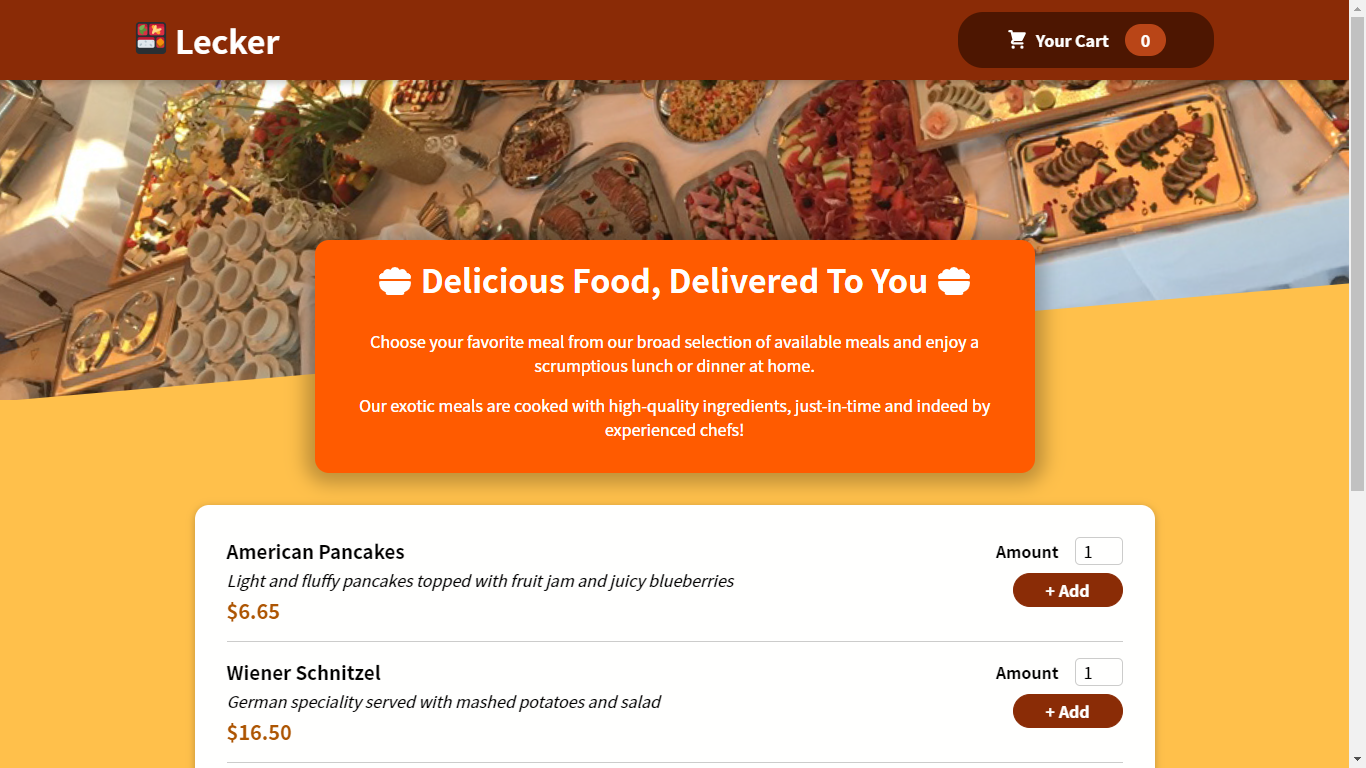 Lecker
Your Cart 0
Delicious Food, Delivered To You
Choose your favorite meal from our broad selection of available meals and enjoy a
scrumptious lunch or dinner at home.
Our exotic meals are cooked with high-quality ingredients, just-in-time and indeed by
experienced chefs!
American Pancakes
Amount 1
Light and fluffy pancakes topped with fruit jam and juicy blueberries
+ Add
$6.65
Wiener Schnitzel
Amount 1
German speciality served with mashed potatoes and salad
+ Add
$16.50